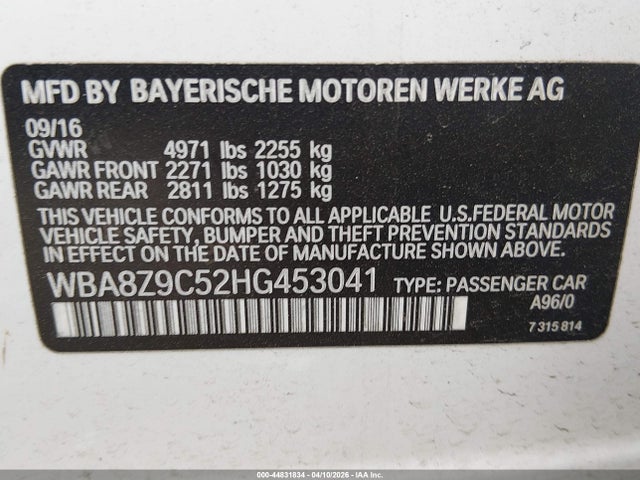 MFD BY BAYERISCHE MOTOREN WERKE AG
09/16
GVWR 4971 lbs 2255 kg
GAWR FRONT 2271 lbs 1030 kg
GAWR REAR 2811 lbs 1275 kg
THIS VEHICLE CONFORMS TO ALL APPLICABLE U.S.FEDERAL MOTOR
VEHICLE SAFETY, BUMPER AND THEFT PREVENTION STANDARDS
IN EFFECT ON THE DATE OF MANUFACTURE SHOWN ABOVE.
WBA8Z9C52HG453041 TYPE: PASSENGER CAR
A96/0
7 315 814
000-44831834 - 04/10/2026 - IAA Inc.